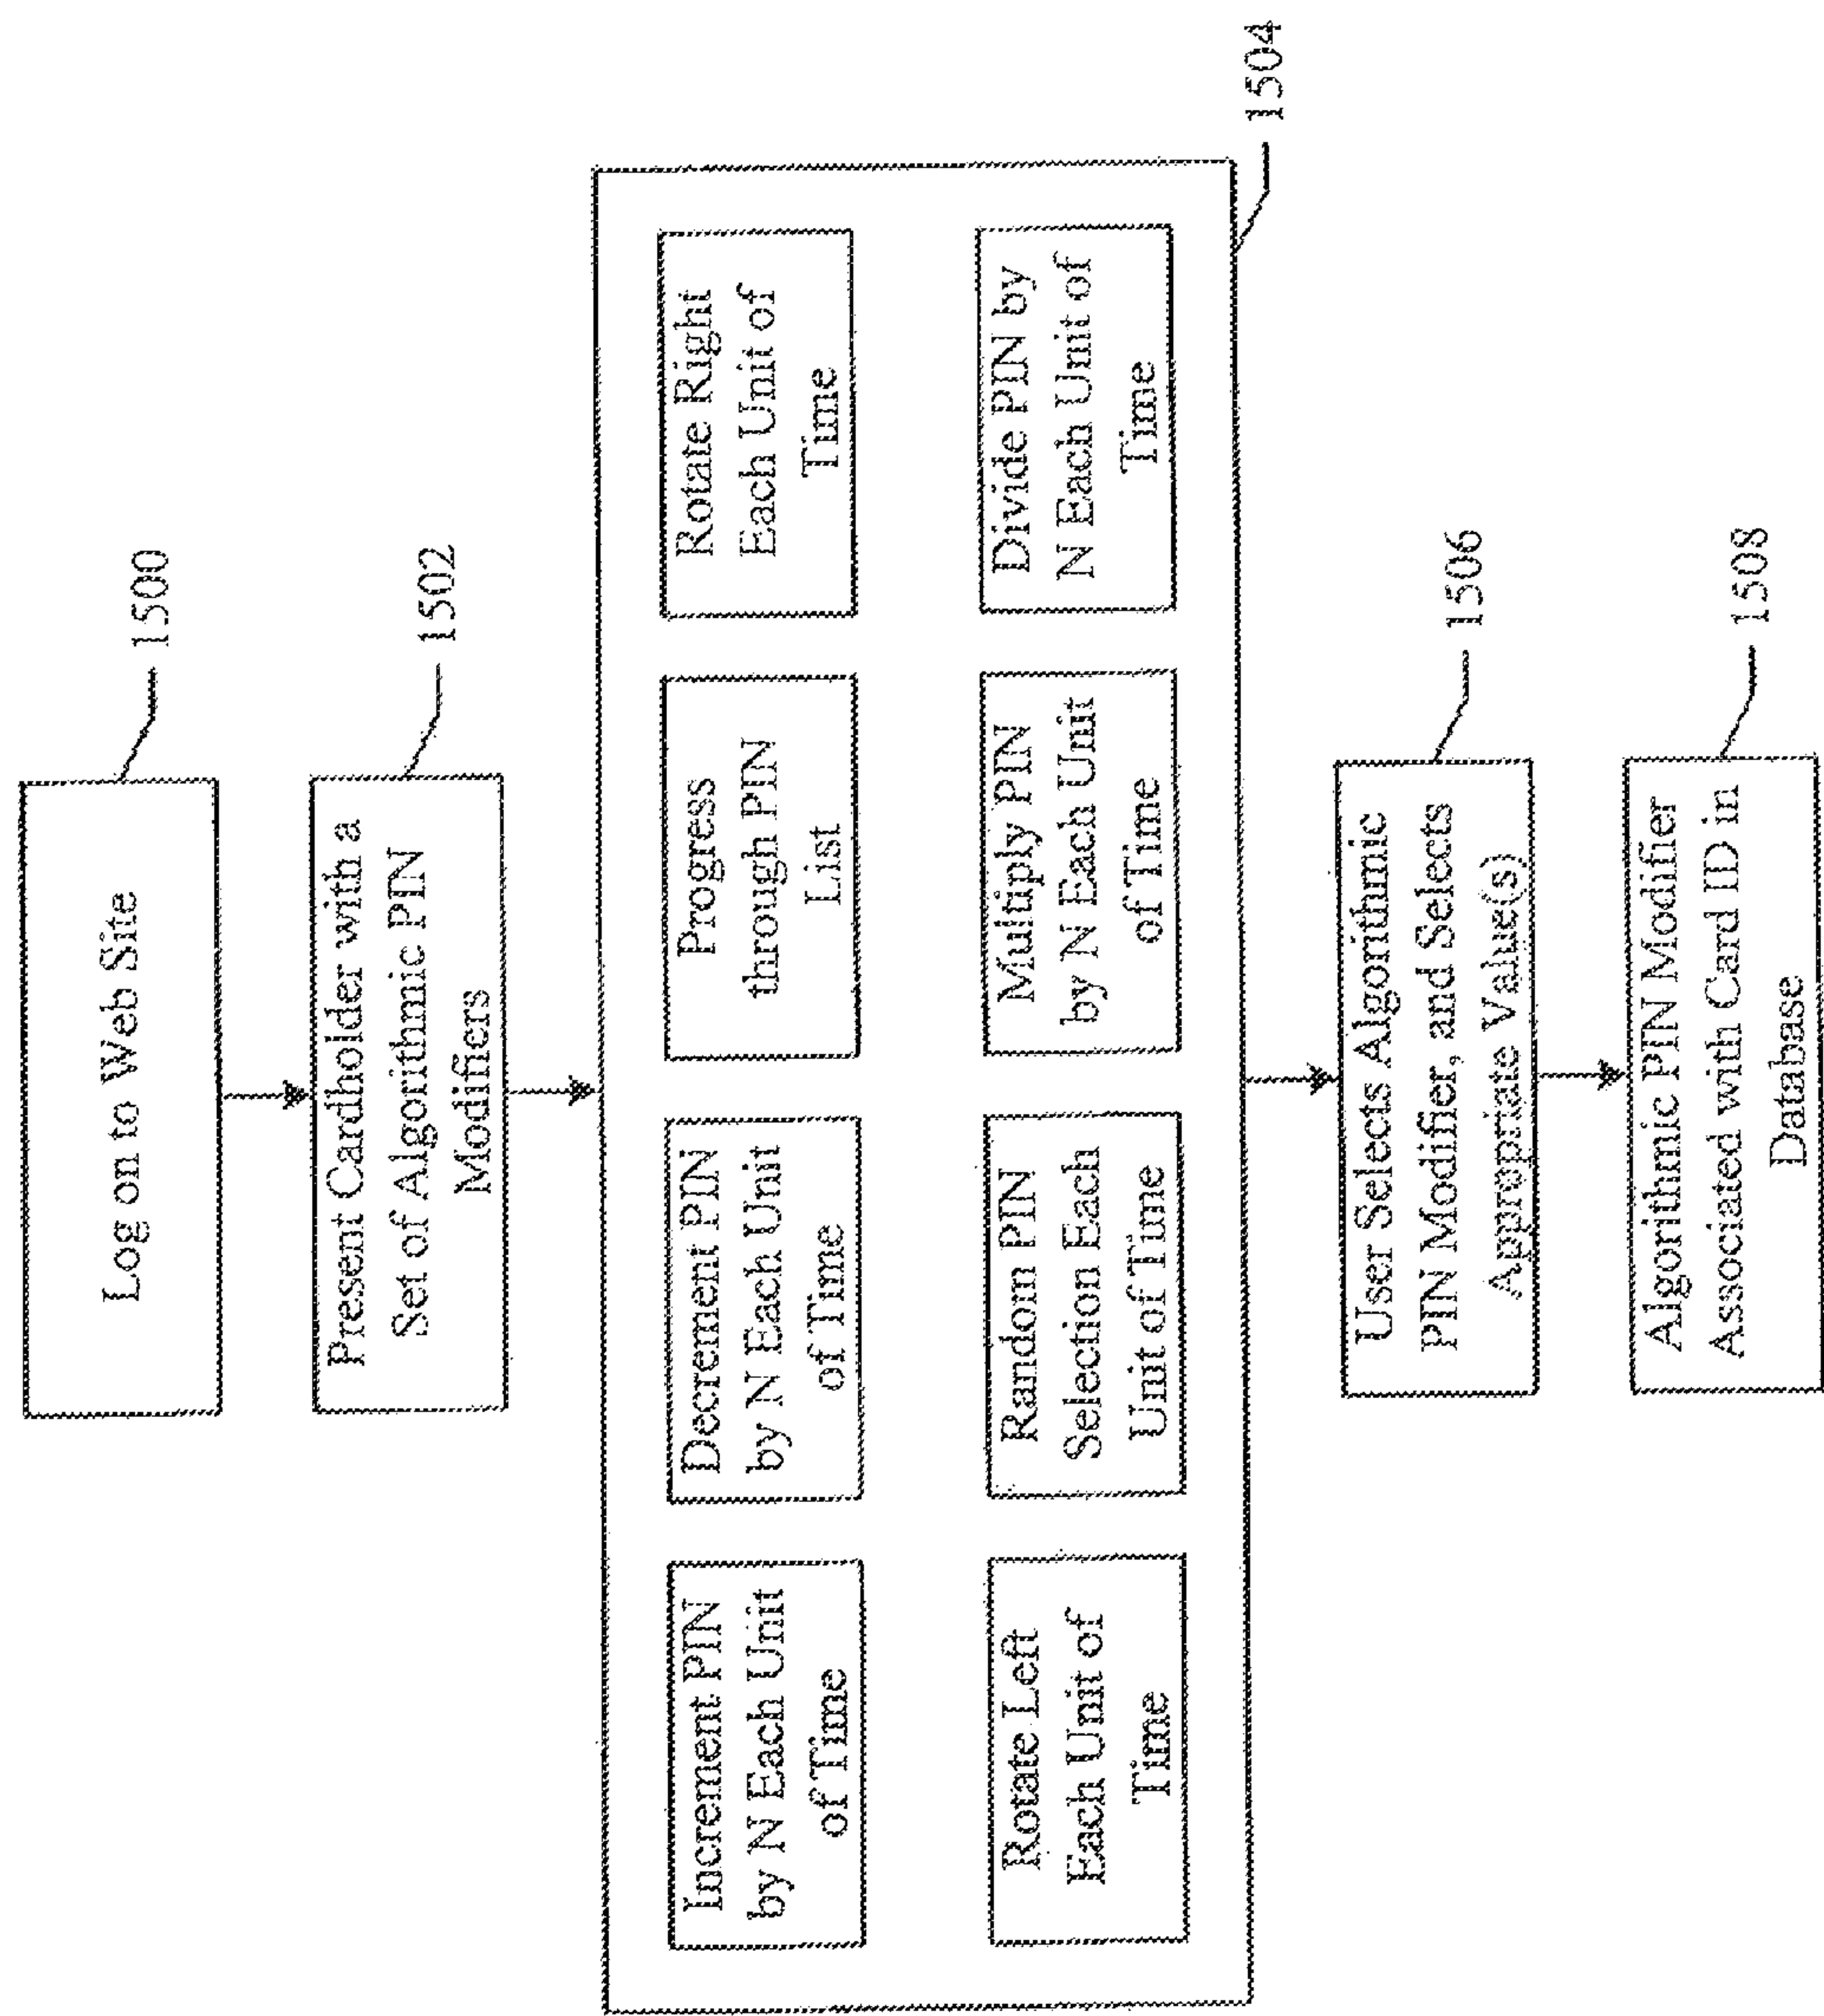 Log on to Web Site
1500
Present Cardholder with a
Set of Algorithmic PIN
Modifiers
1502
Increment PIN
by N Each Unit
of Time
Decrement PIN
by N Each Unit
of Time
Progress
through PIN
List
Rotate Right
Each Unit of
Time
Rotate Left
Each Unit of
Time
Random PIN
Selection Each
Unit of Time
Multiply PIN
by N Each Unit
of Time
Divide PIN by
N Each Unit of
Time
1504
User Selects Algorithmic
PIN Modifier, and Selects
Appropriate Value(s)
1506
Algorithmic PIN Modifier
Associated with Card ID in
Database
1508